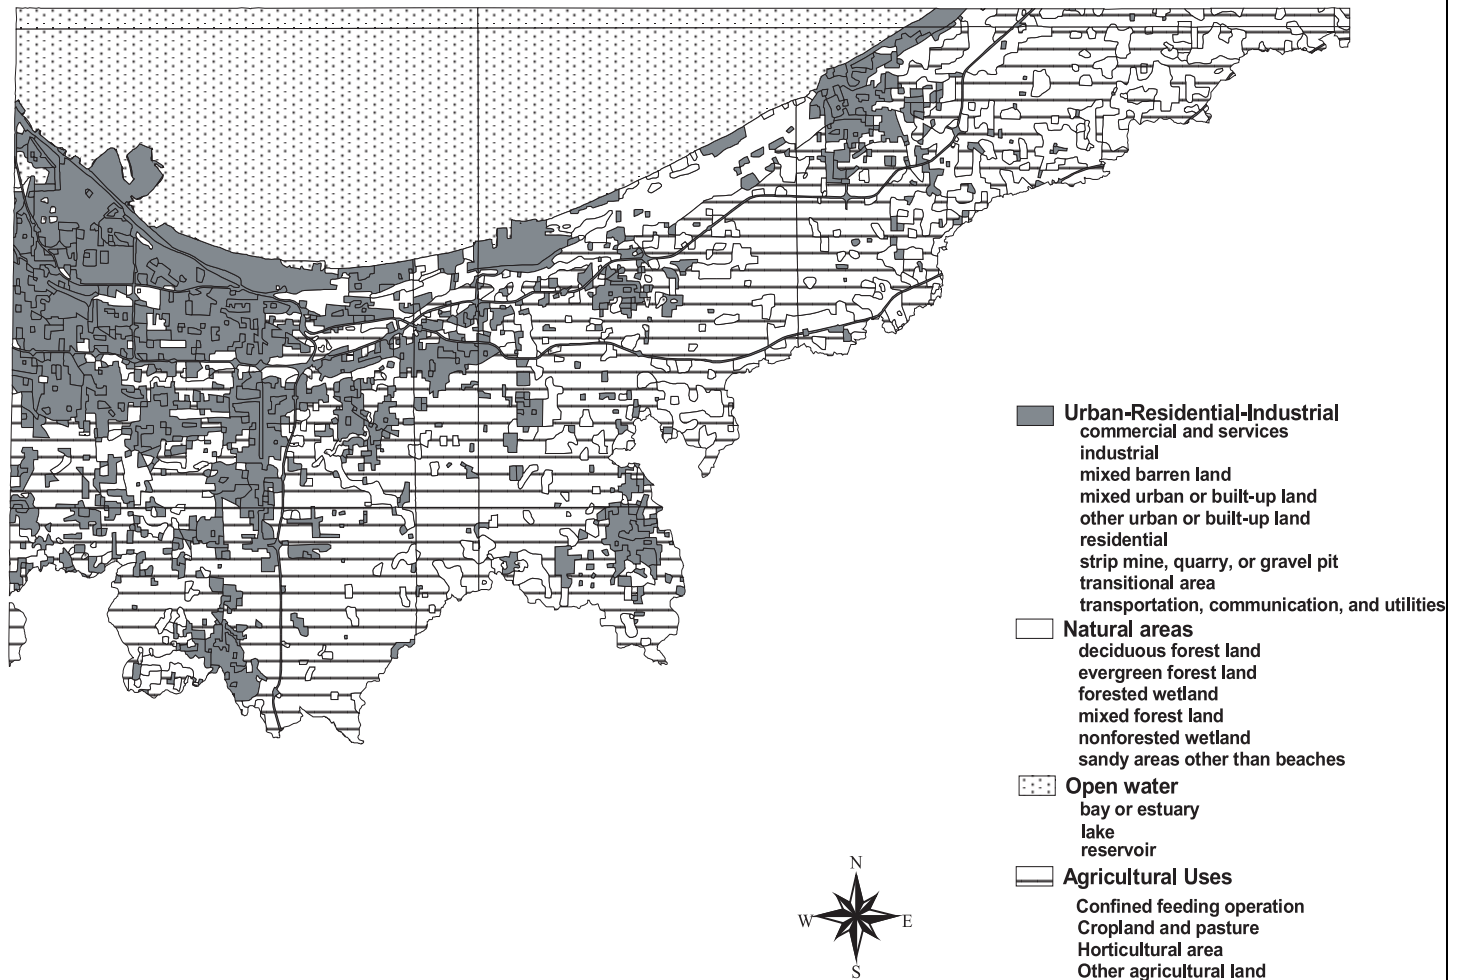 Urban-Residential-Industrial
commercial and services
industrial
mixed barren land
mixed urban or built-up land
other urban or built-up land
residential
strip mine, quarry, or gravel pit
transitional area
transportation, communication, and utilities
Natural areas
deciduous forest land
evergreen forest land
forested wetland
mixed forest land
nonforested wetland
sandy areas other than beaches
Open water
bay or estuary
lake
reservoir
Agricultural Uses
Confined feeding operation
Cropland and pasture
Horticultural area
Other agricultural land
N
W E
S